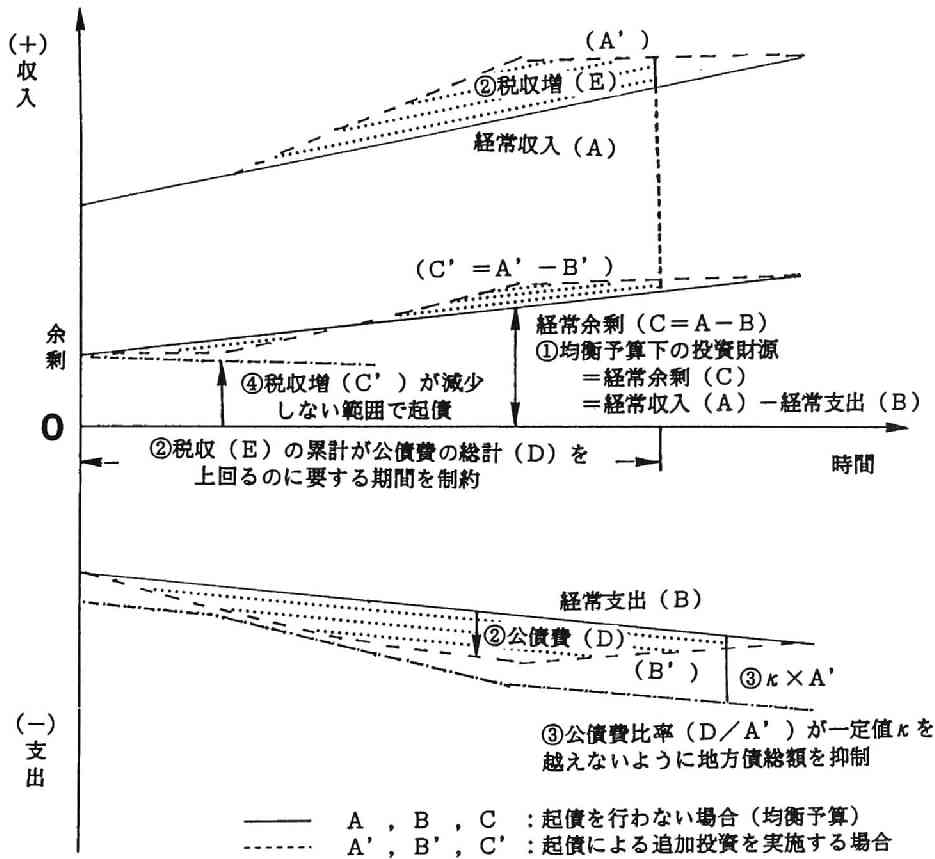 (+)
収
入
(A')
②税収増(E)
経常収入(A)
(C'=A'-B')
余
剰
経常余剰(C=A-B)
①均衡予算下の投資財源
=経常余剰(C)
=経常収入(A)-経常支出(B)
④税収増(C')が減少
しない範囲で起債
0
②税収(E)の累計が公債費の総計(D)を
上回るのに要する期間を制約
時間
経常支出(B)
②公債費(D)
(B')
③κ×A'
(-)
支
出
③公債費比率(D/A')が一定値κを
越えないように地方債総額を抑制
A , B , C :起債を行わない場合(均衡予算)
A', B', C' :起債による追加投資を実施する場合